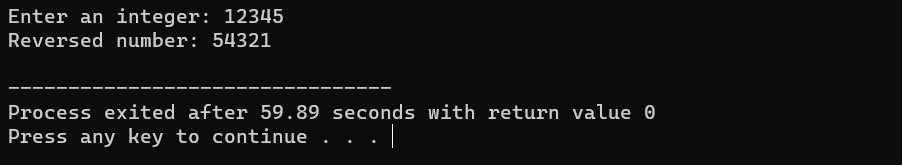 Enter an integer: 12345
Reversed number: 54321
--------------------------------
Process exited after 59.89 seconds with return value 0
Press any key to continue . . .